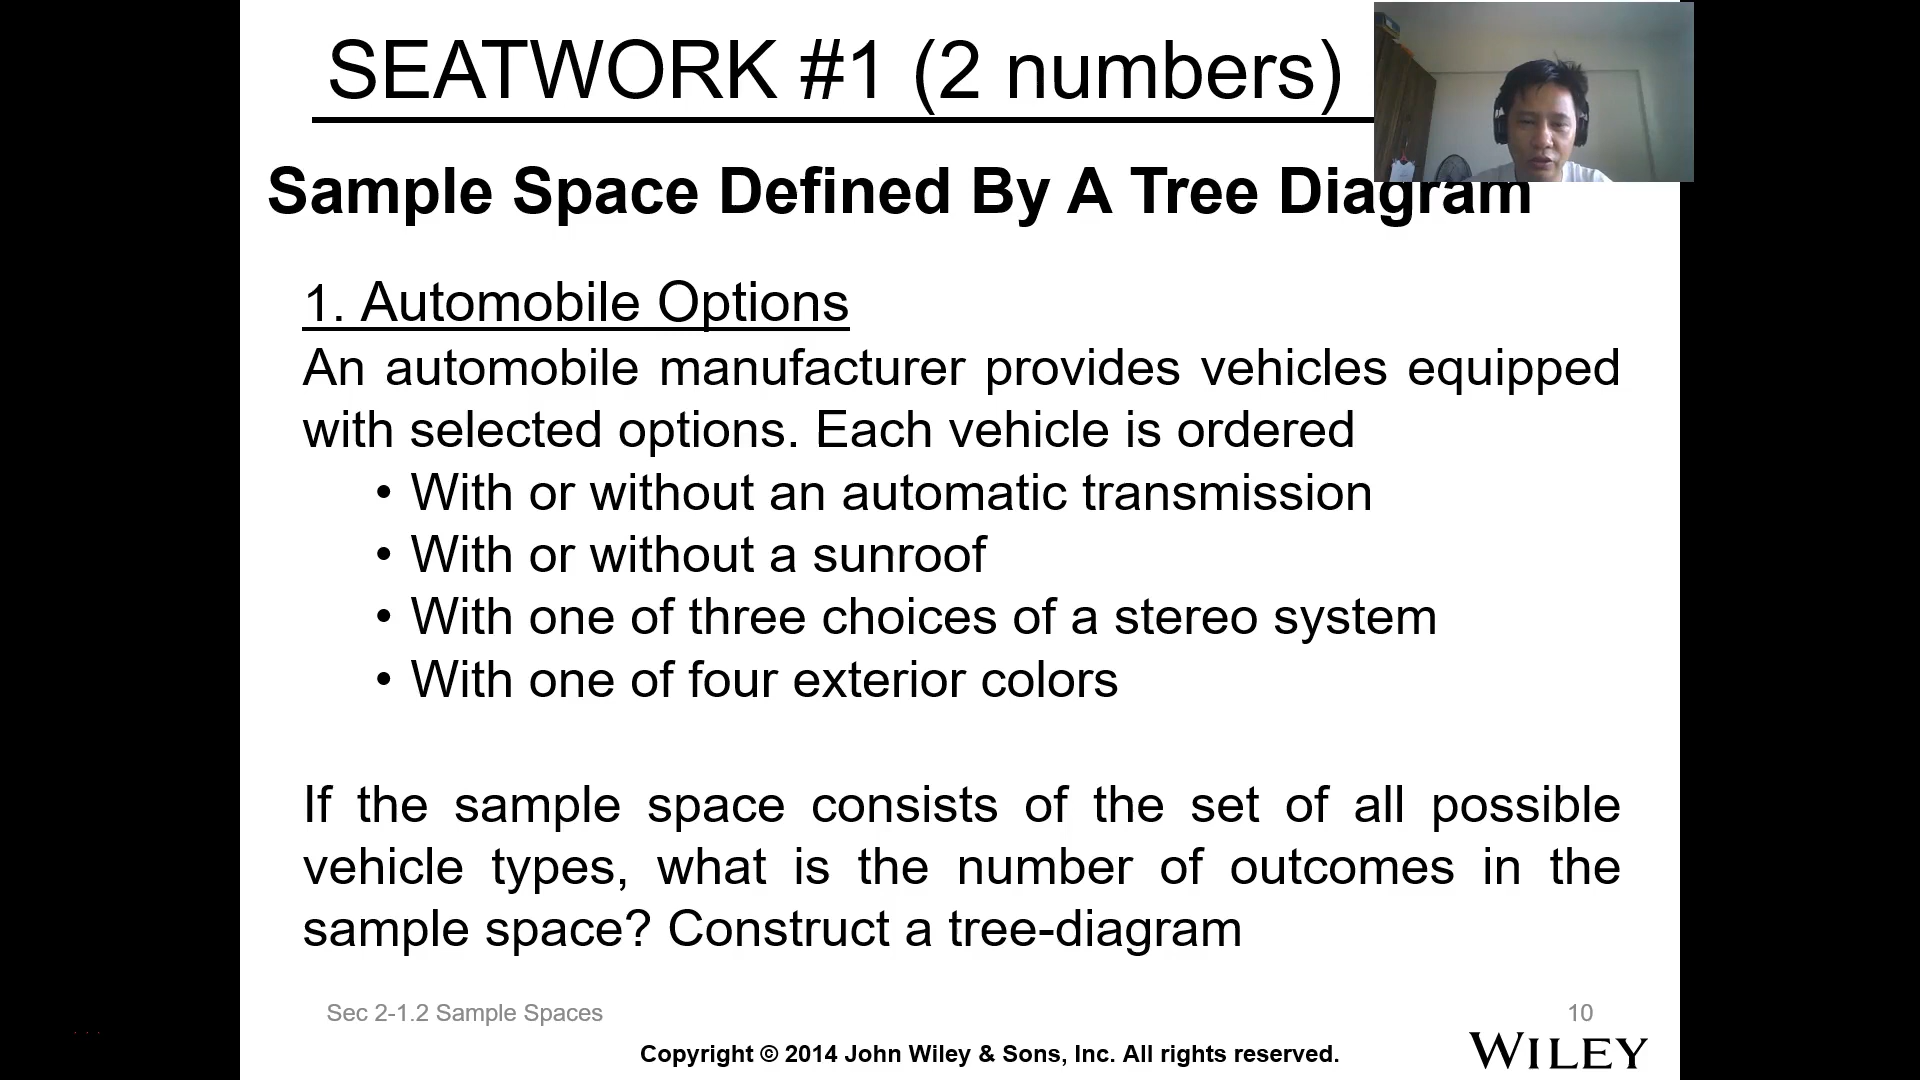 SEATWORK #1 (2 numbers)
Sample Space Defined By A Tree Diagram
1. Automobile Options
An automobile manufacturer provides vehicles equipped
with selected options. Each vehicle is ordered
• With or without an automatic transmission
• With or without a sunroof
• With one of three choices of a stereo system
• With one of four exterior colors
If the sample space consists of the set of all possible
vehicle types, what is the number of outcomes in the
sample space? Construct a tree-diagram
Sec 2-1.2 Sample Spaces
10
Copyright © 2014 John Wiley & Sons, Inc. All rights reserved.
WILEY